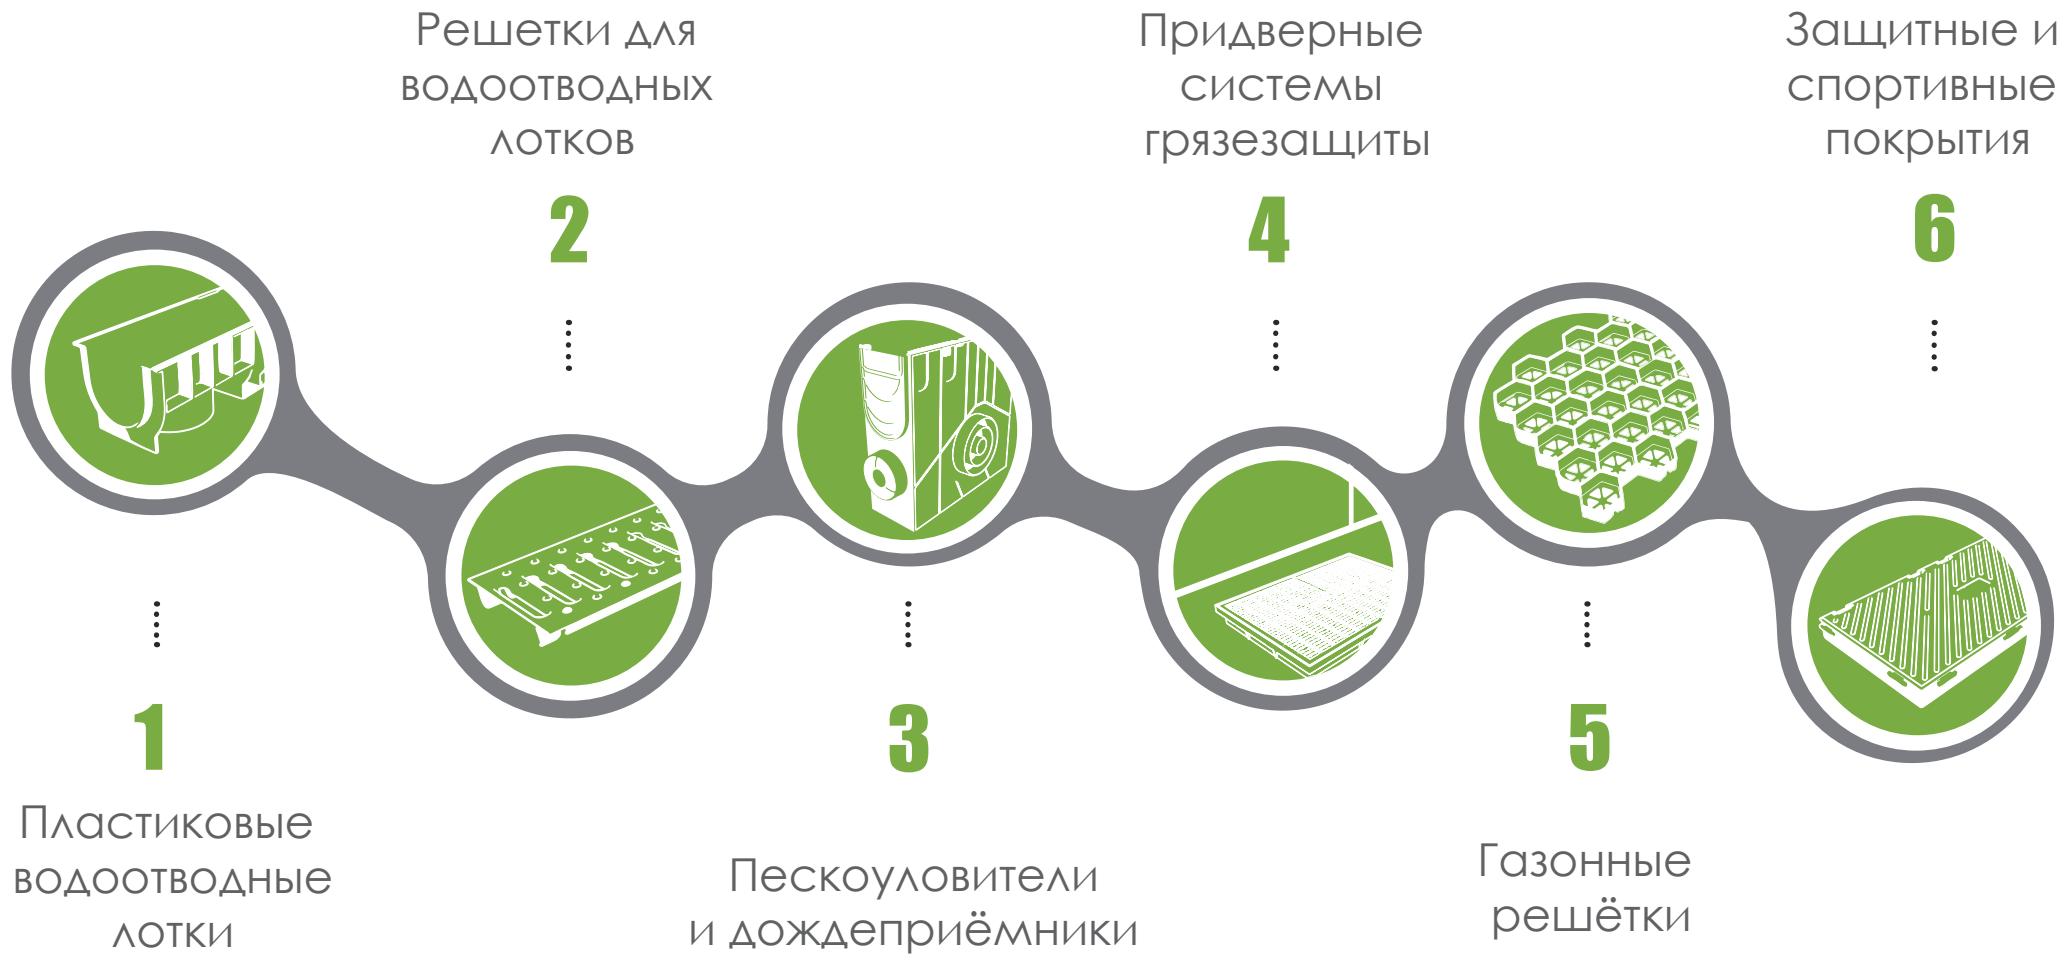 1
Пластиковые
водоотводные
лотки
Решетки для
водоотводных
лотков
2
3
Пескоуловители
и дождеприёмники
Придверные
системы
грязезащиты
4
5
Газонные
решётки
Защитные и
спортивные
покрытия
6